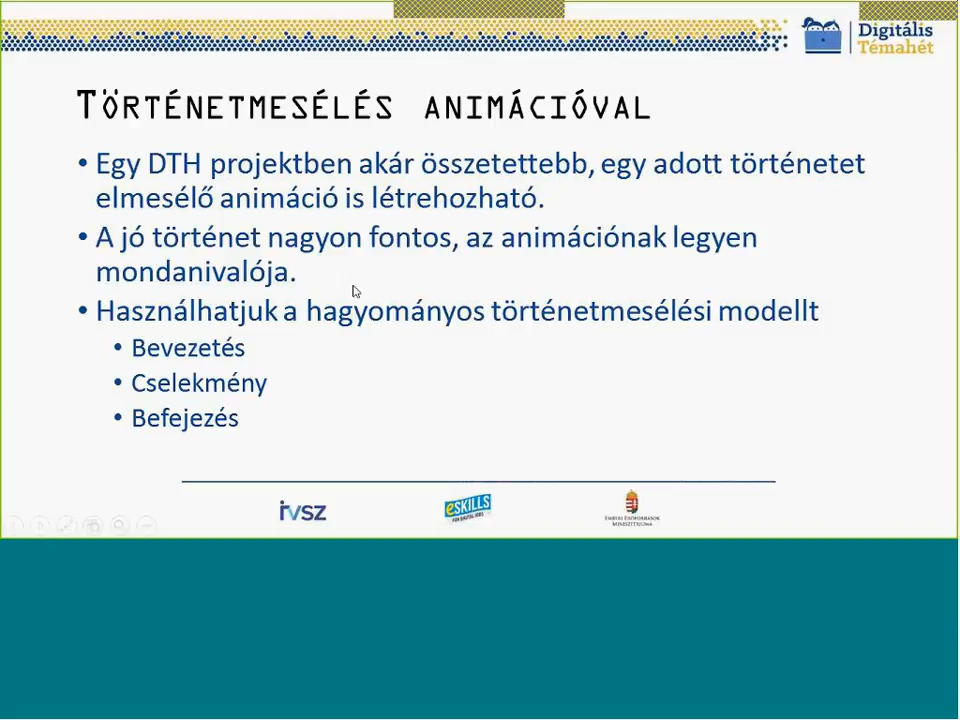 Digitális
Témahét
Történetmesélés animációval
• Egy DTH projektben akár összetettebb, egy adott történetet
elmesélő animáció is létrehozható.
• A jó történet nagyon fontos, az animációnak legyen
mondanivalója.
• Használhatjuk a hagyományos történetmesélési modellt
• Bevezetés
• Cselekmény
• Befejezés
ivsz
eSKILLS
FOR DIGITAL JOBS
EMBERI ERŐFORRÁSOK
MINISZTÉRIUMA